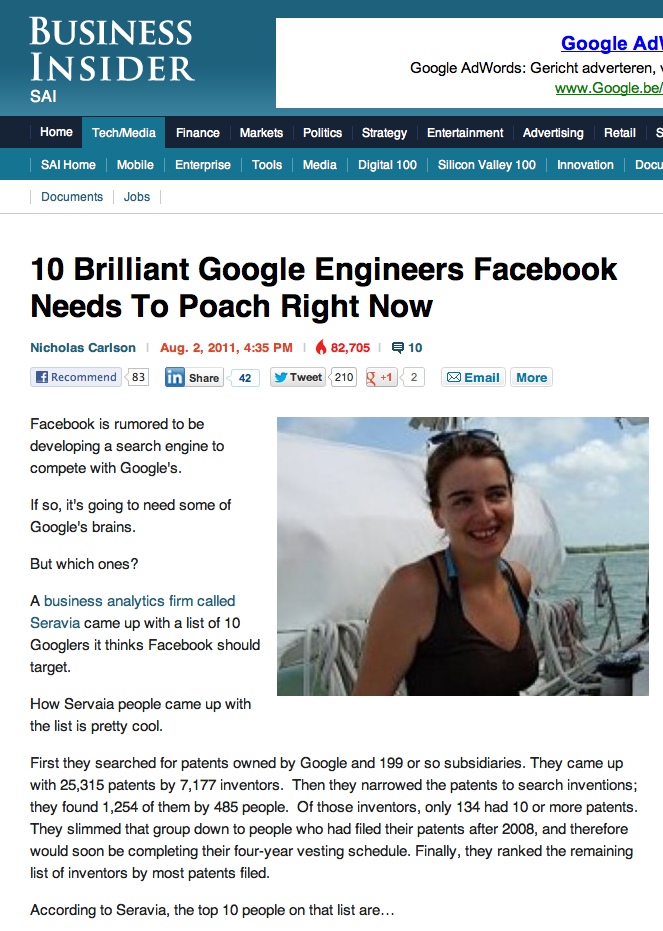 BUSINESS
INSIDER
SAI
Google AdW
Google AdWords: Gericht adverteren, v
www.Google.be/
Home Tech/Media Finance Markets Politics Strategy Entertainment Advertising Retail S
SAI Home Mobile Enterprise Tools Media Digital 100 Silicon Valley 100 Innovation Docu
Documents Jobs
10 Brilliant Google Engineers Facebook
Needs To Poach Right Now
Nicholas Carlson Aug. 2, 2011, 4:35 PM 82,705 10
Recommend 83 in Share 42 Tweet 210 g +1 2 Email More
Facebook is rumored to be
developing a search engine to
compete with Google's.
If so, it's going to need some of
Google's brains.
But which ones?
A business analytics firm called
Seravia came up with a list of 10
Googlers it thinks Facebook should
target.
How Servaia people came up with
the list is pretty cool.
First they searched for patents owned by Google and 199 or so subsidiaries. They came up
with 25,315 patents by 7,177 inventors. Then they narrowed the patents to search inventions;
they found 1,254 of them by 485 people. Of those inventors, only 134 had 10 or more patents.
They slimmed that group down to people who had filed their patents after 2008, and therefore
would soon be completing their four-year vesting schedule. Finally, they ranked the remaining
list of inventors by most patents filed.
According to Seravia, the top 10 people on that list are…